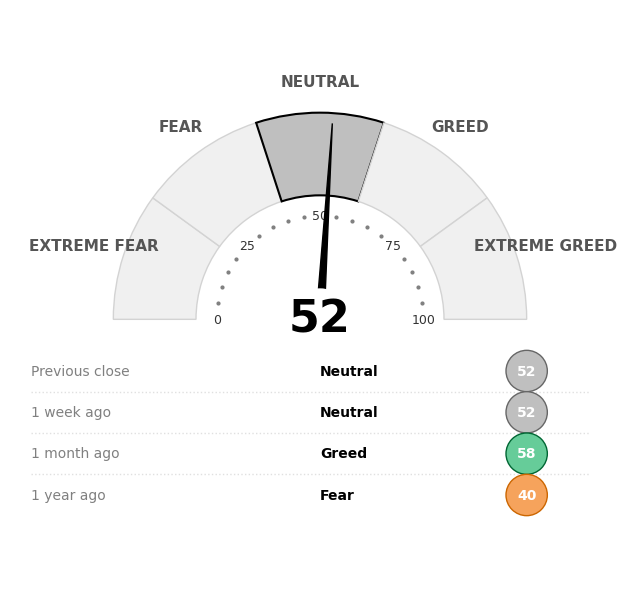 NEUTRAL
FEAR
GREED
EXTREME FEAR
EXTREME GREED
50
25
75
0
100
52
Previous close Neutral 52
1 week ago Neutral 52
1 month ago Greed 58
1 year ago Fear 40